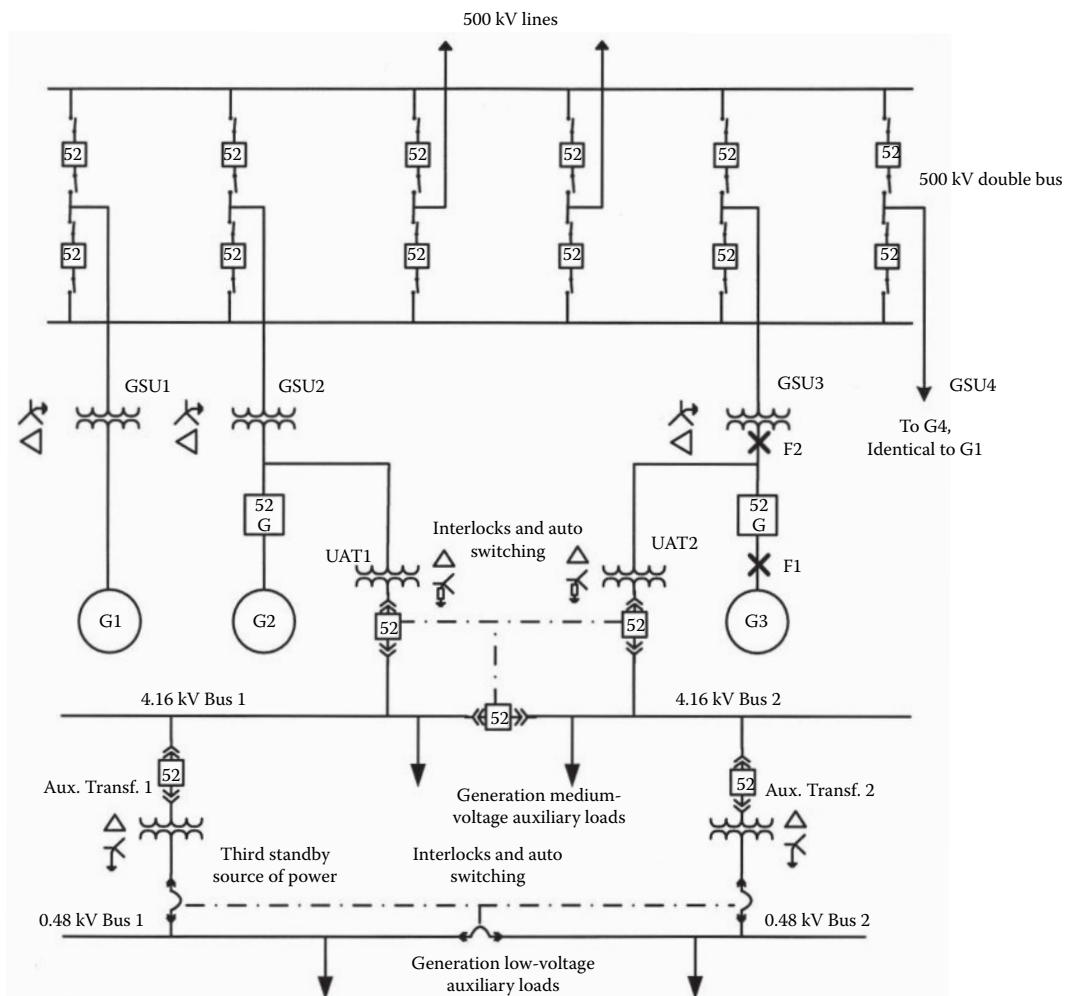 500 kV lines
52
52
52
52
52
52
500 kV double bus
52
52
52
52
52
52
GSU1
GSU2
GSU3
GSU4
To G4,
Identical to G1
F2
52
G
52
G
Interlocks and auto
switching
UAT1
UAT2
F1
G1
G2
52
52
G3
4.16 kV Bus 1
52
4.16 kV Bus 2
Aux. Transf. 1
52
52
Aux. Transf. 2
Generation medium-
voltage auxiliary loads
Third standby
source of power
Interlocks and auto
switching
0.48 kV Bus 1
0.48 kV Bus 2
Generation low-voltage
auxiliary loads